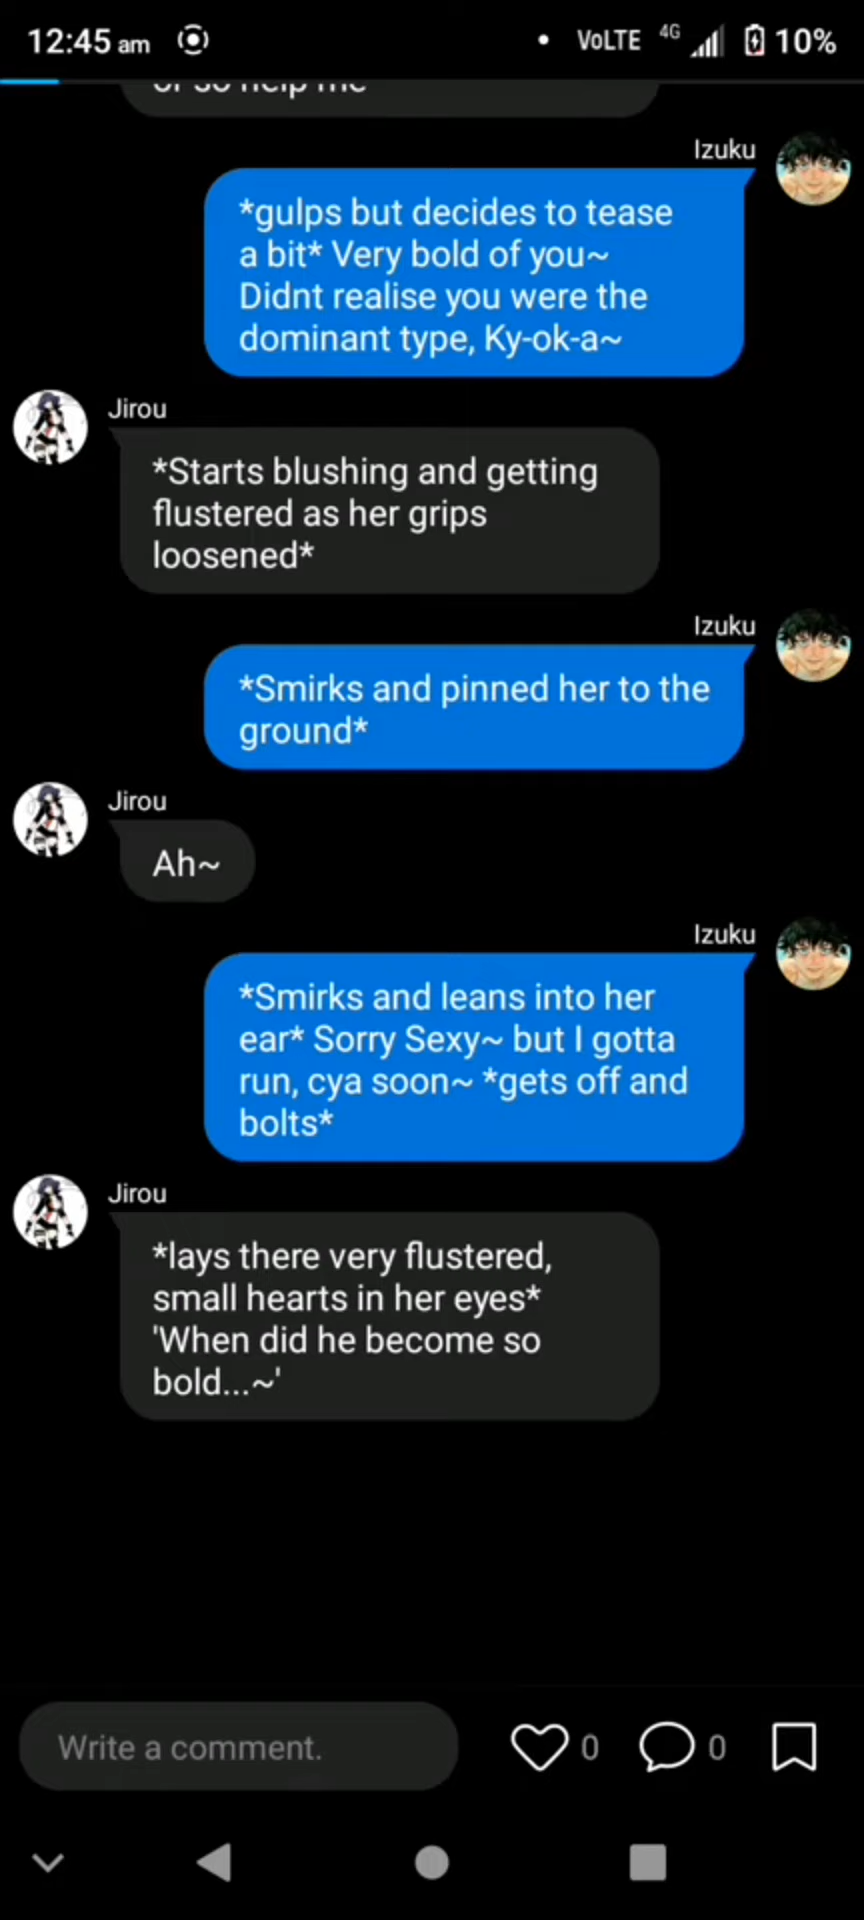 12:45 am
VoLTE 4G 10%
or so help me
Izuku
*gulps but decides to tease
a bit* Very bold of you~
Didnt realise you were the
dominant type, Ky-ok-a~
Jirou
*Starts blushing and getting
flustered as her grips
loosened*
Izuku
*Smirks and pinned her to the
ground*
Jirou
Ah~
Izuku
*Smirks and leans into her
ear* Sorry Sexy~ but I gotta
run, cya soon~ *gets off and
bolts*
Jirou
*lays there very flustered,
small hearts in her eyes*
'When did he become so
bold...~'
Write a comment.
0
0